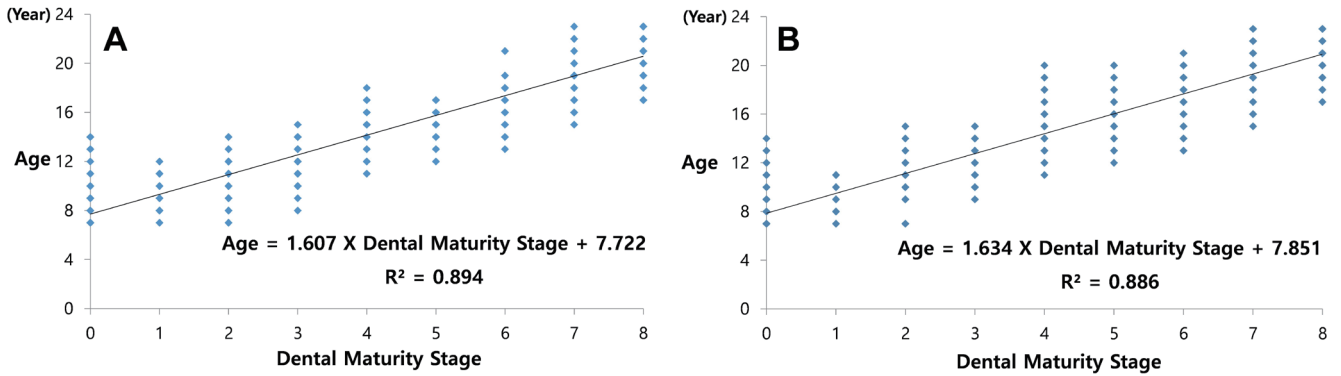 (Year) 24
A
20
16
Age 12
8
Age = 1.607 X Dental Maturity Stage + 7.722
4
R² = 0.894
0
0 1 2 3 4 5 6 7 8
Dental Maturity Stage
(Year) 24
B
20
16
Age 12
8
Age = 1.634 X Dental Maturity Stage + 7.851
4
R² = 0.886
0
0 1 2 3 4 5 6 7 8
Dental Maturity Stage